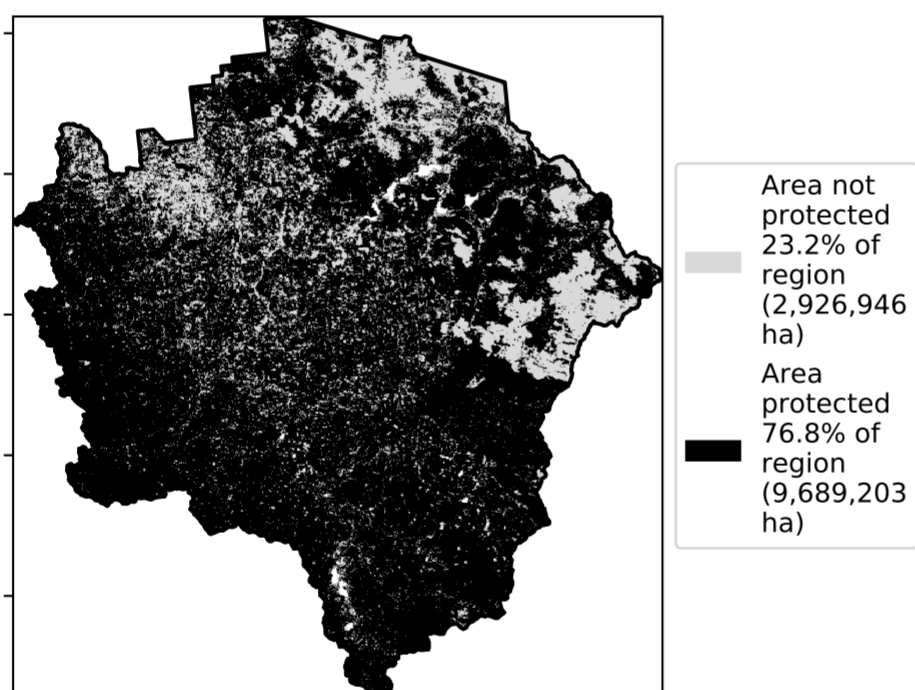 Area not
protected
23.2% of
region
(2,926,946
ha)
Area
protected
76.8% of
region
(9,689,203
ha)